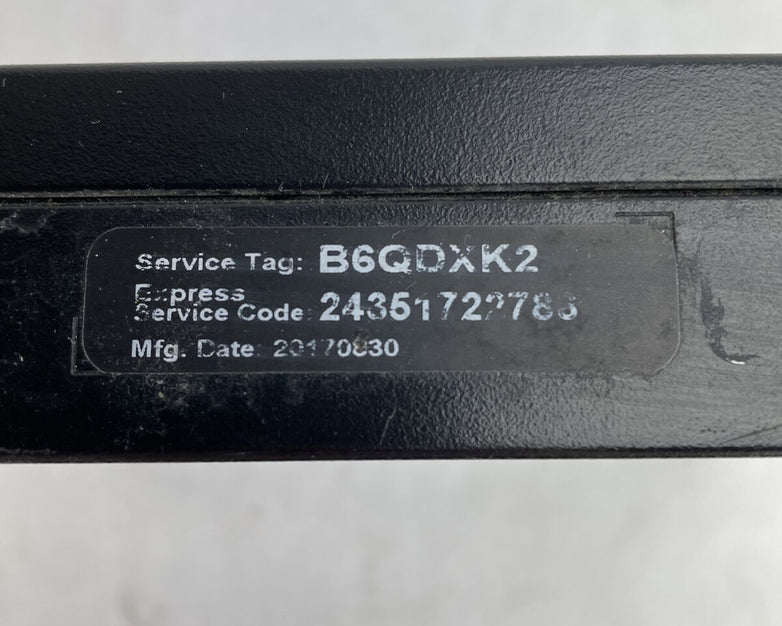 Service Tag: B6QDXK2
Express
Service Code: 24351722786
Mfg. Date: 20170830